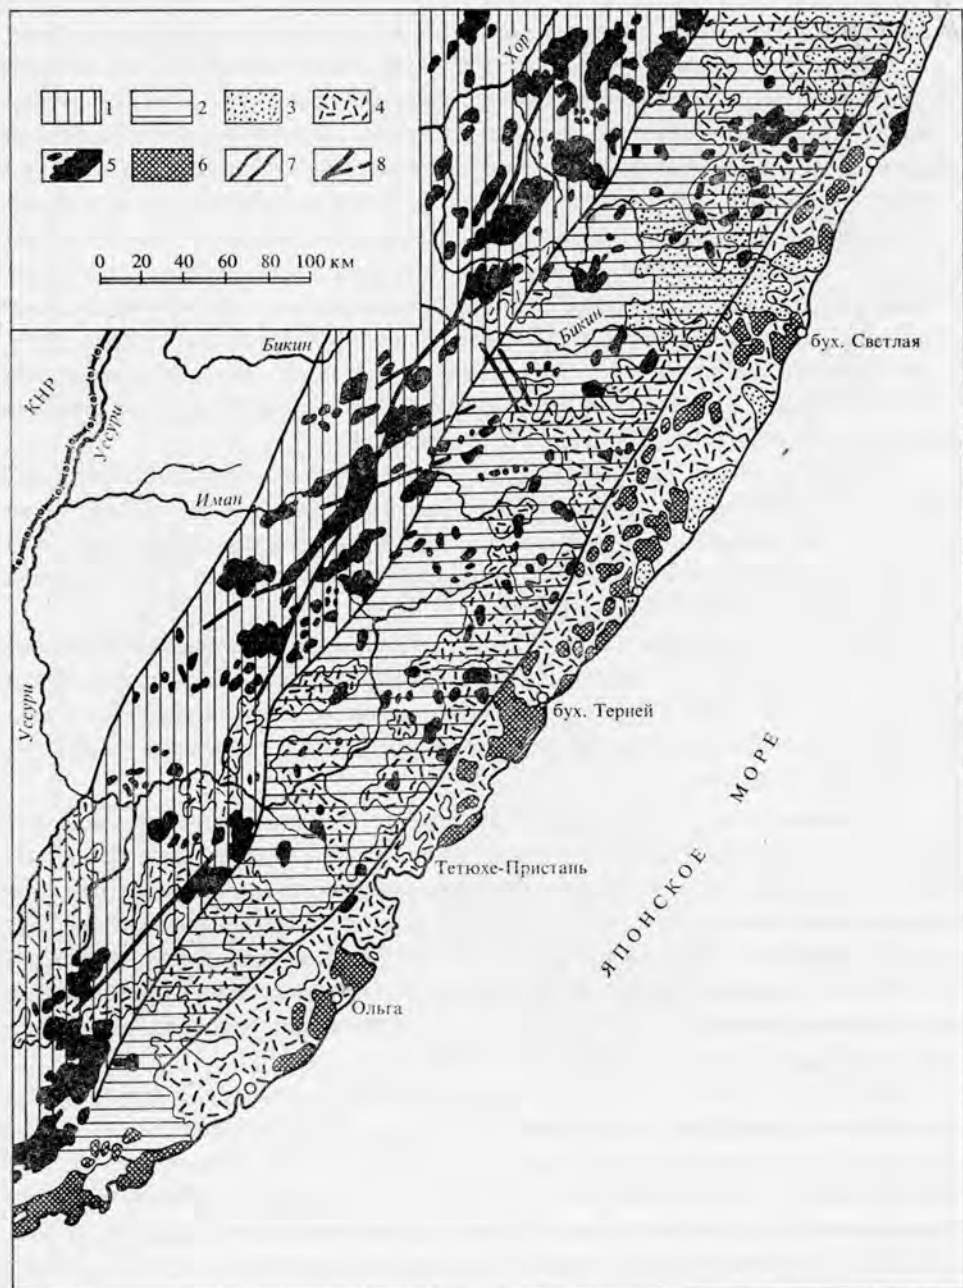 Хор
1 2 3 4
5 6 7 8
0 20 40 60 80 100 км
Бикин
Бикин
бух. Светлая
КНР
Уссури
Иман
Уссури
бух. Терней
ЯПОНСКОЕ МОРЕ
Тетюхе-Пристань
Ольга